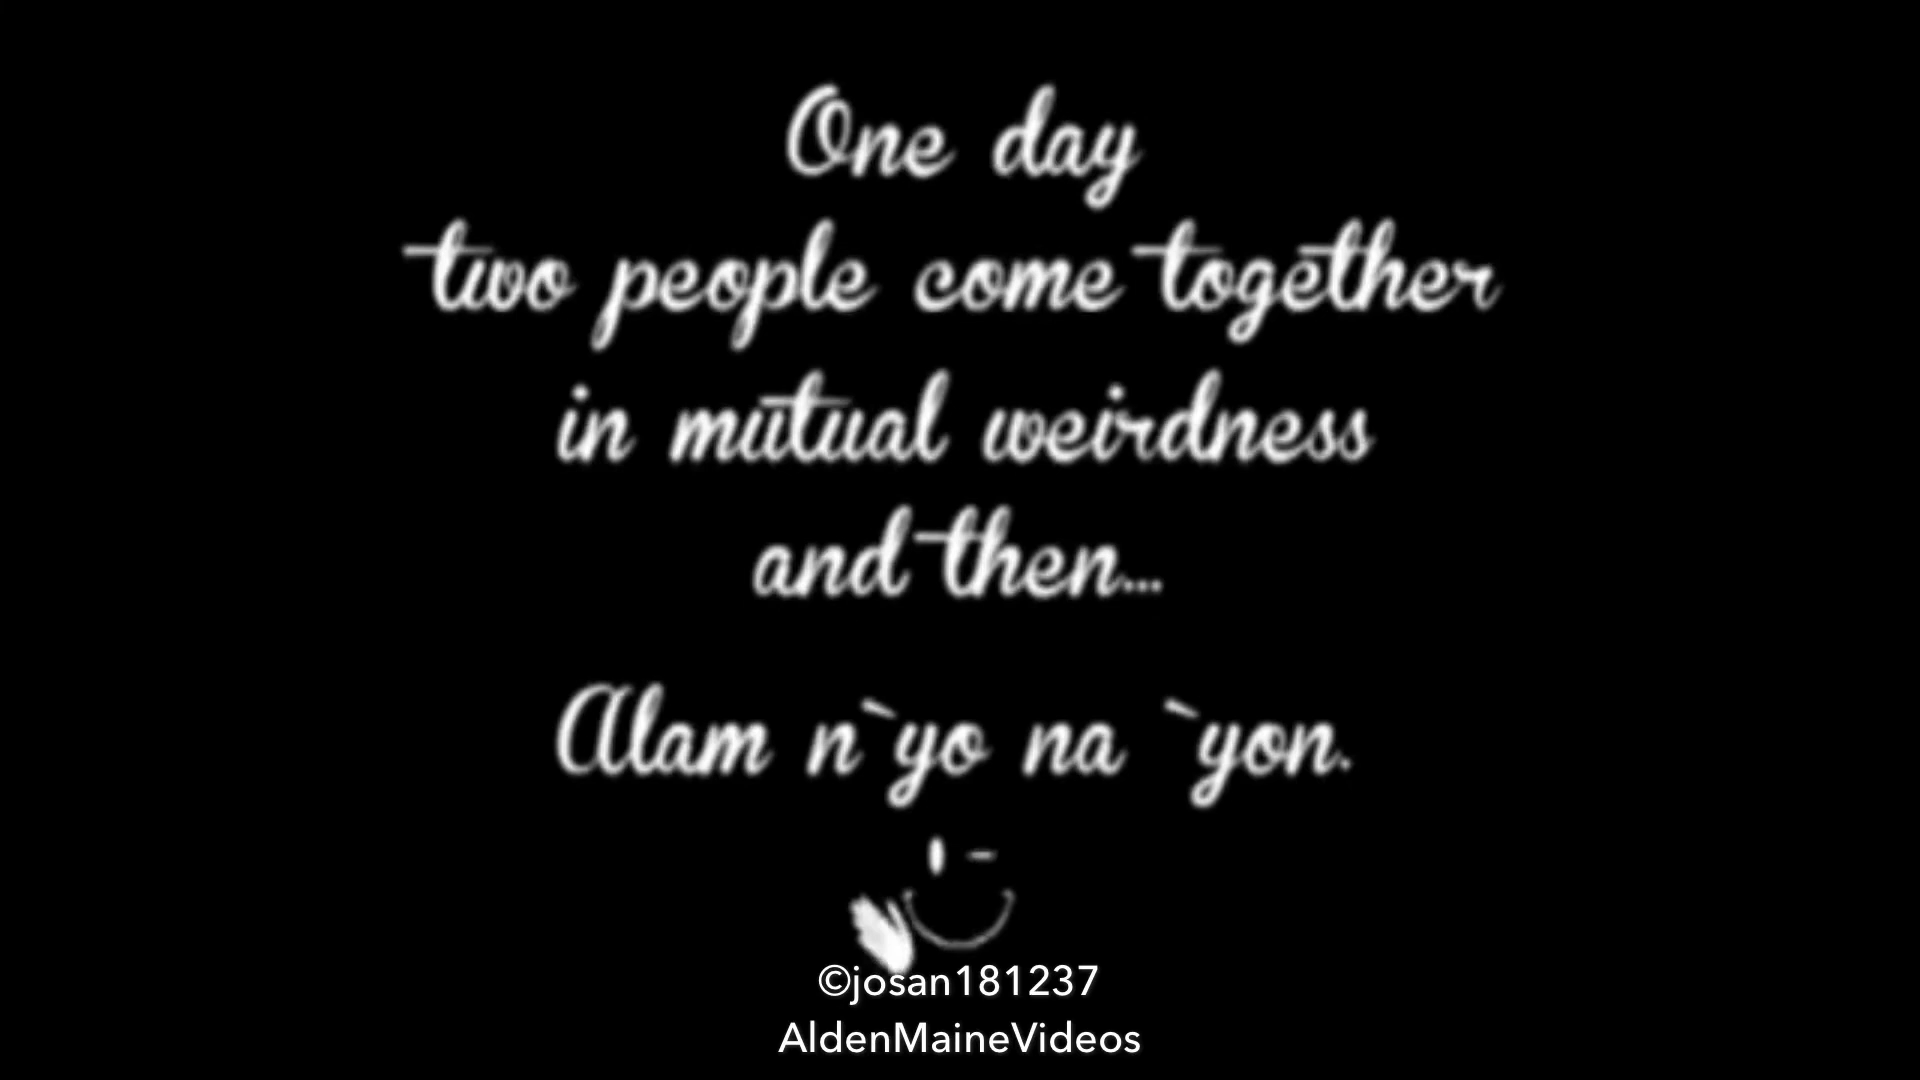 One day
two people come together
in mutual weirdness
and then...
Alam n`yo na `yon.
©josan181237
AldenMaineVideos